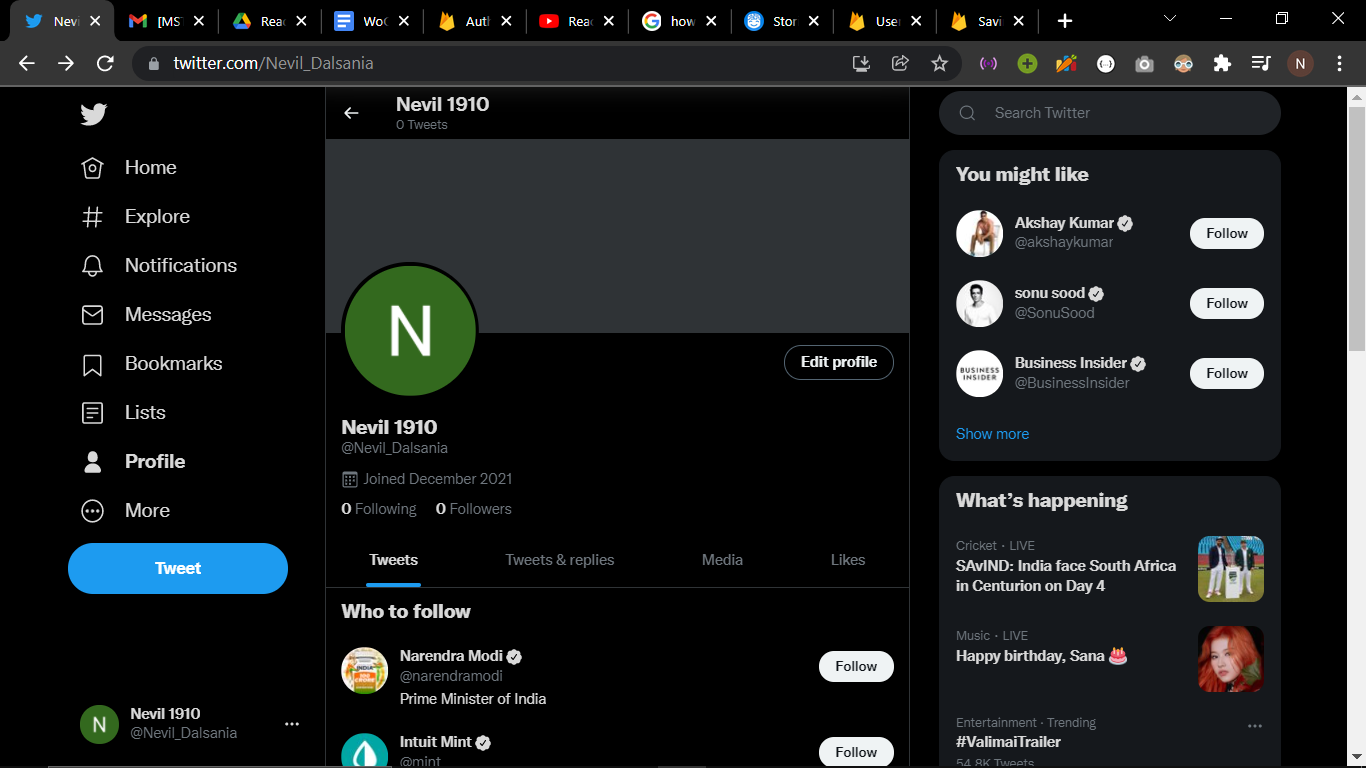 Nevi
[MS
Read
WoC
Auth
Reac
how
Stor
User
Savi
twitter.com/Nevil_Dalsania
N
Home
Explore
Notifications
Messages
Bookmarks
Lists
Profile
More
Tweet
N
Nevil 1910
@Nevil_Dalsania
Nevil 1910
0 Tweets
N
Edit profile
Nevil 1910
@Nevil_Dalsania
Joined December 2021
0 Following 0 Followers
Tweets Tweets & replies Media Likes
Who to follow
Narendra Modi
@narendramodi
Prime Minister of India
Follow
Intuit Mint
@mint
Follow
Search Twitter
You might like
Akshay Kumar
@akshaykumar
Follow
sonu sood
@SonuSood
Follow
BUSINESS
INSIDER
Business Insider
@BusinessInsider
Follow
Show more
What's happening
Cricket · LIVE
SAvIND: India face South Africa
in Centurion on Day 4
Music · LIVE
Happy birthday, Sana 🎂
Entertainment · Trending
#ValimaiTrailer
54.8K Tweets